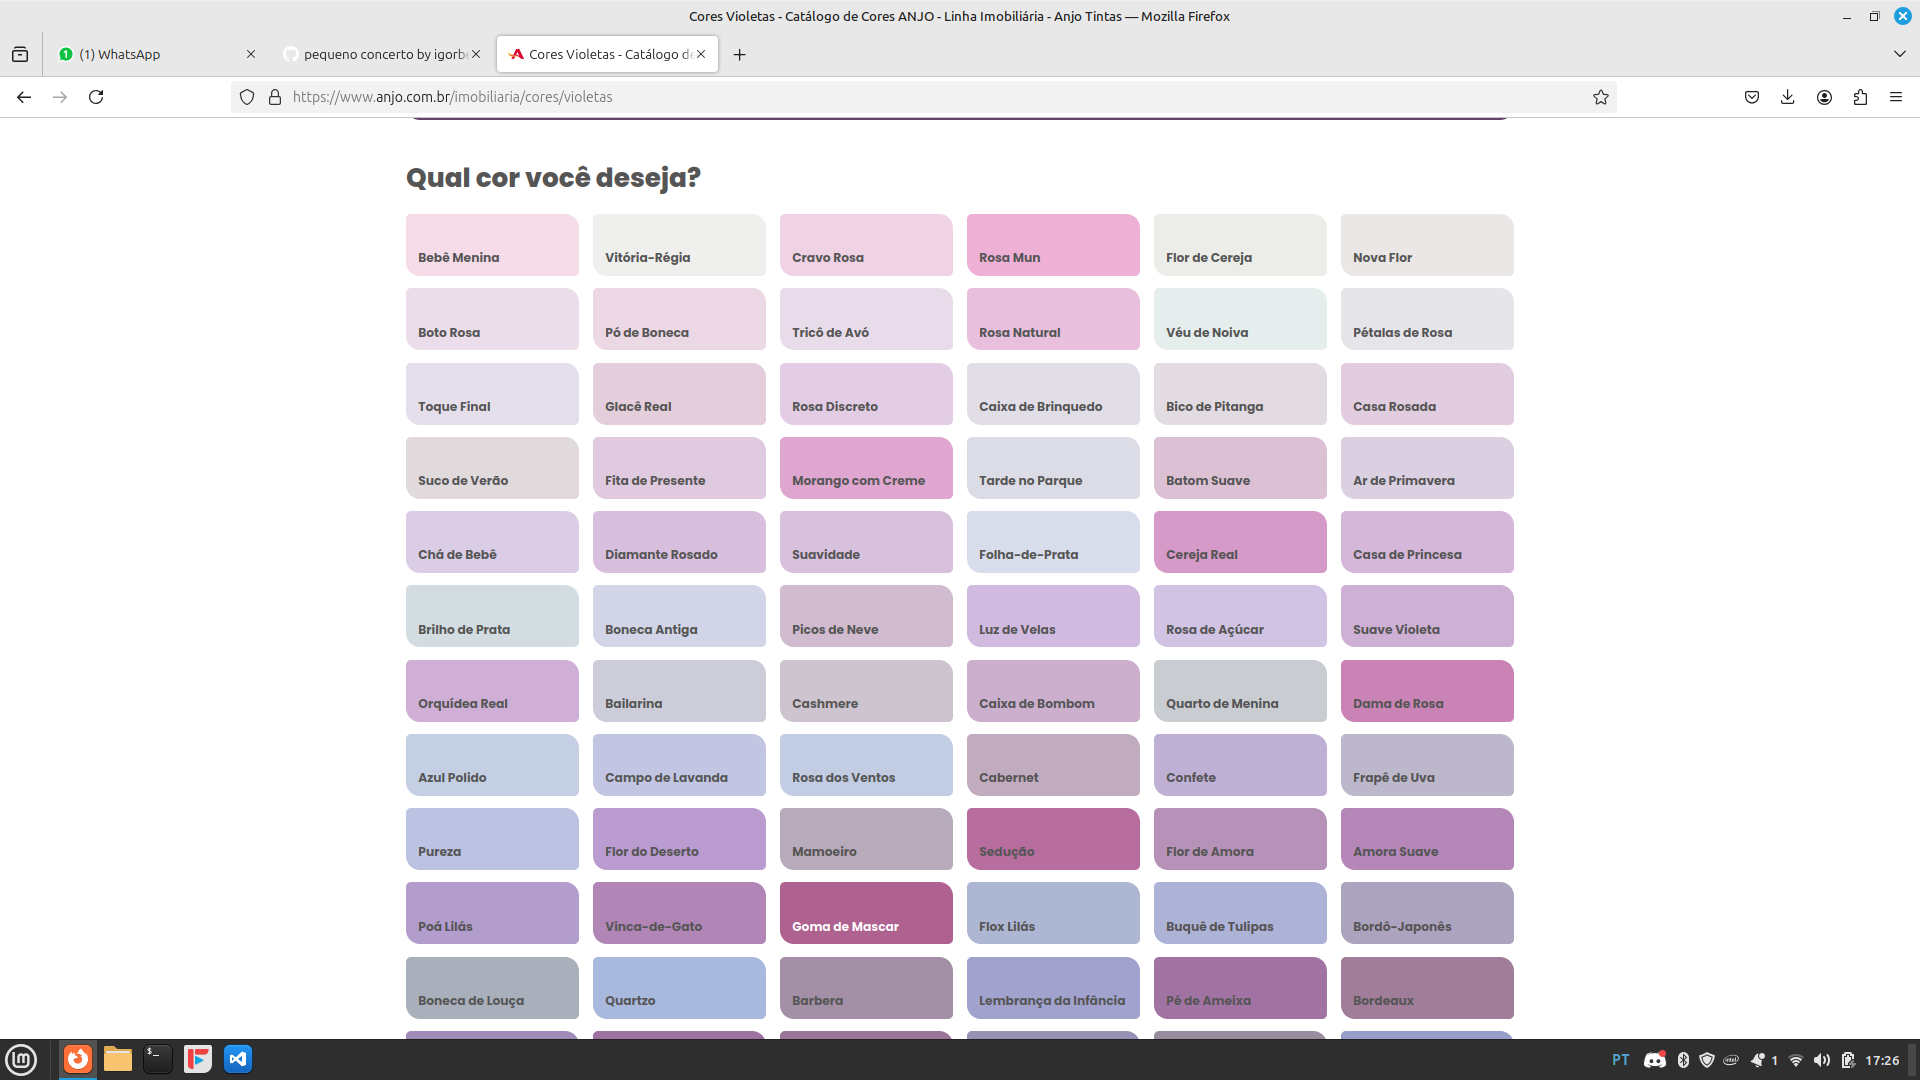 Cores Violetas - Catálogo de Cores ANJO - Linha Imobiliária - Anjo Tintas — Mozilla Firefox
(1) WhatsApp
pequeno concerto by igorbe
Cores Violetas - Catálogo de
https://www.anjo.com.br/imobiliaria/cores/violetas
Qual cor você deseja?
Bebê Menina
Vitória-Régia
Cravo Rosa
Rosa Mun
Flor de Cereja
Nova Flor
Boto Rosa
Pó de Boneca
Tricô de Avó
Rosa Natural
Véu de Noiva
Pétalas de Rosa
Toque Final
Glacê Real
Rosa Discreto
Caixa de Brinquedo
Bico de Pitanga
Casa Rosada
Suco de Verão
Fita de Presente
Morango com Creme
Tarde no Parque
Batom Suave
Ar de Primavera
Chá de Bebê
Diamante Rosado
Suavidade
Folha-de-Prata
Cereja Real
Casa de Princesa
Brilho de Prata
Boneca Antiga
Picos de Neve
Luz de Velas
Rosa de Açúcar
Suave Violeta
Orquídea Real
Bailarina
Cashmere
Caixa de Bombom
Quarto de Menina
Dama de Rosa
Azul Polido
Campo de Lavanda
Rosa dos Ventos
Cabernet
Confete
Frapê de Uva
Pureza
Flor do Deserto
Mamoeiro
Sedução
Flor de Amora
Amora Suave
Poá Lilás
Vinca-de-Gato
Goma de Mascar
Flox Lilás
Buquê de Tulipas
Bordô-Japonês
Boneca de Louça
Quartzo
Barbera
Lembrança da Infância
Pé de Ameixa
Bordeaux
PT
1
17:26